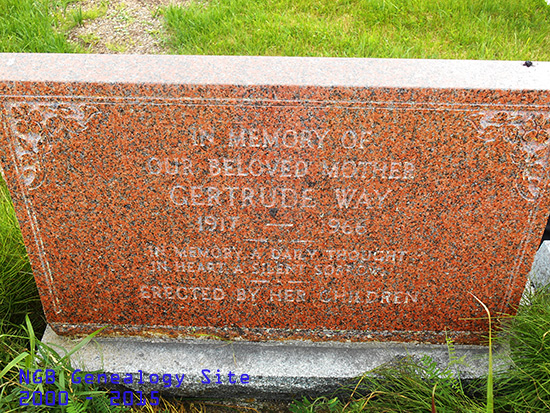 IN MEMORY OF
OUR BELOVED MOTHER
GERTRUDE WAY
1917 — 1966
IN MEMORY A DAILY THOUGHT
IN HEART A SILENT SORROW.
ERECTED BY HER CHILDREN
NGB Genealogy Site
2000 - 2015